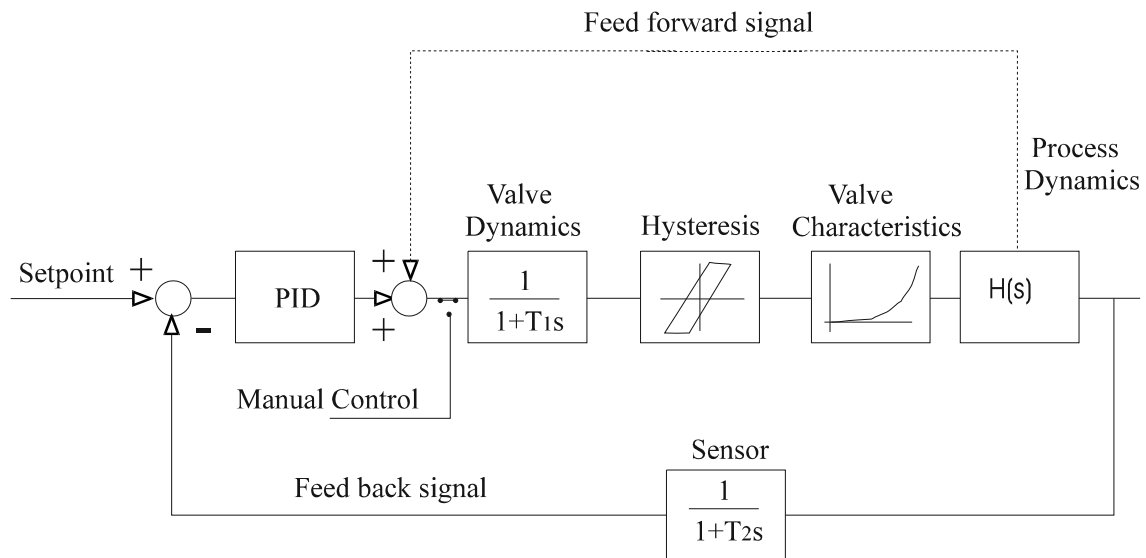 Feed forward signal
Process
Dynamics
Valve
Dynamics
Hysteresis
Valve
Characteristics
Setpoint
+
-
PID
+
+
1
1+T1s
H(s)
Manual Control
Sensor
Feed back signal
1
1+T2s